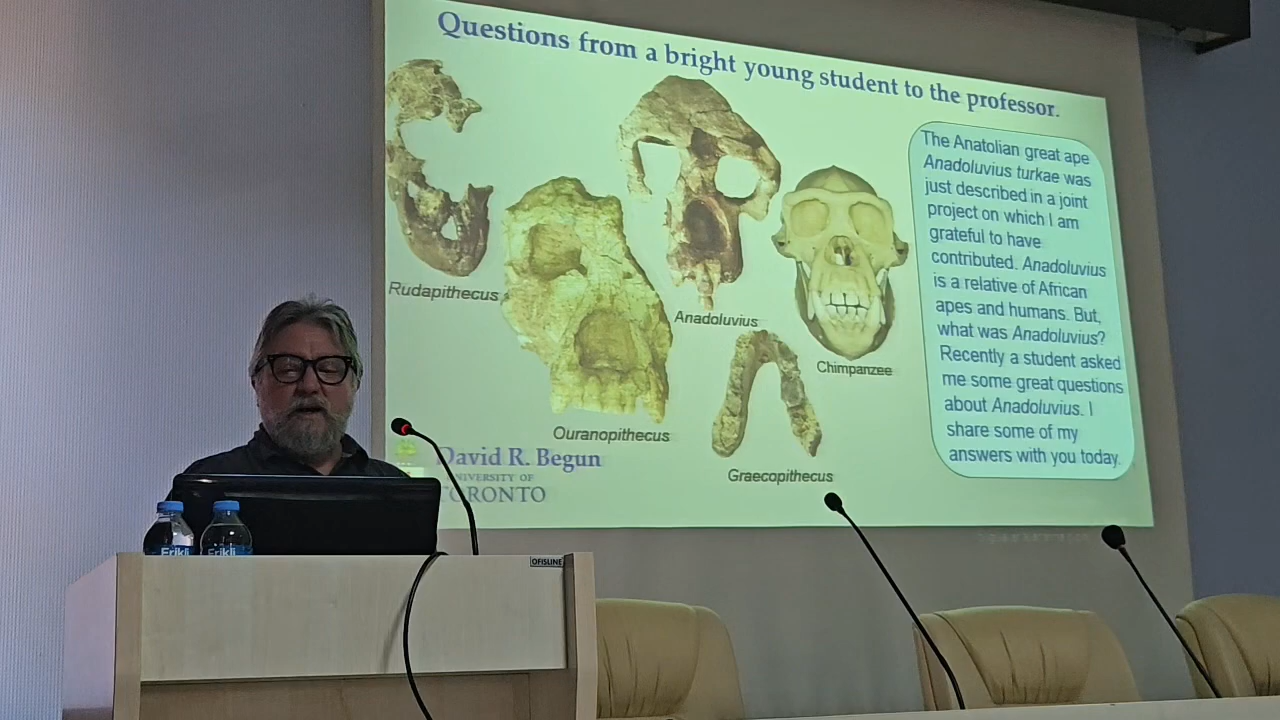 Questions from a bright young student to the professor.
Rudapithecus
Ouranopithecus
Anadoluvius
Chimpanzee
Graecopithecus
The Anatolian great ape
Anadoluvius turkae was
just described in a joint
project on which I am
grateful to have
contributed. Anadoluvius
is a relative of African
apes and humans. But,
what was Anadoluvius?
Recently a student asked
me some great questions
about Anadoluvius. I
share some of my
answers with you today.
David R. Begun
UNIVERSITY OF
TORONTO
Erikli
Erikli
OFISLINE